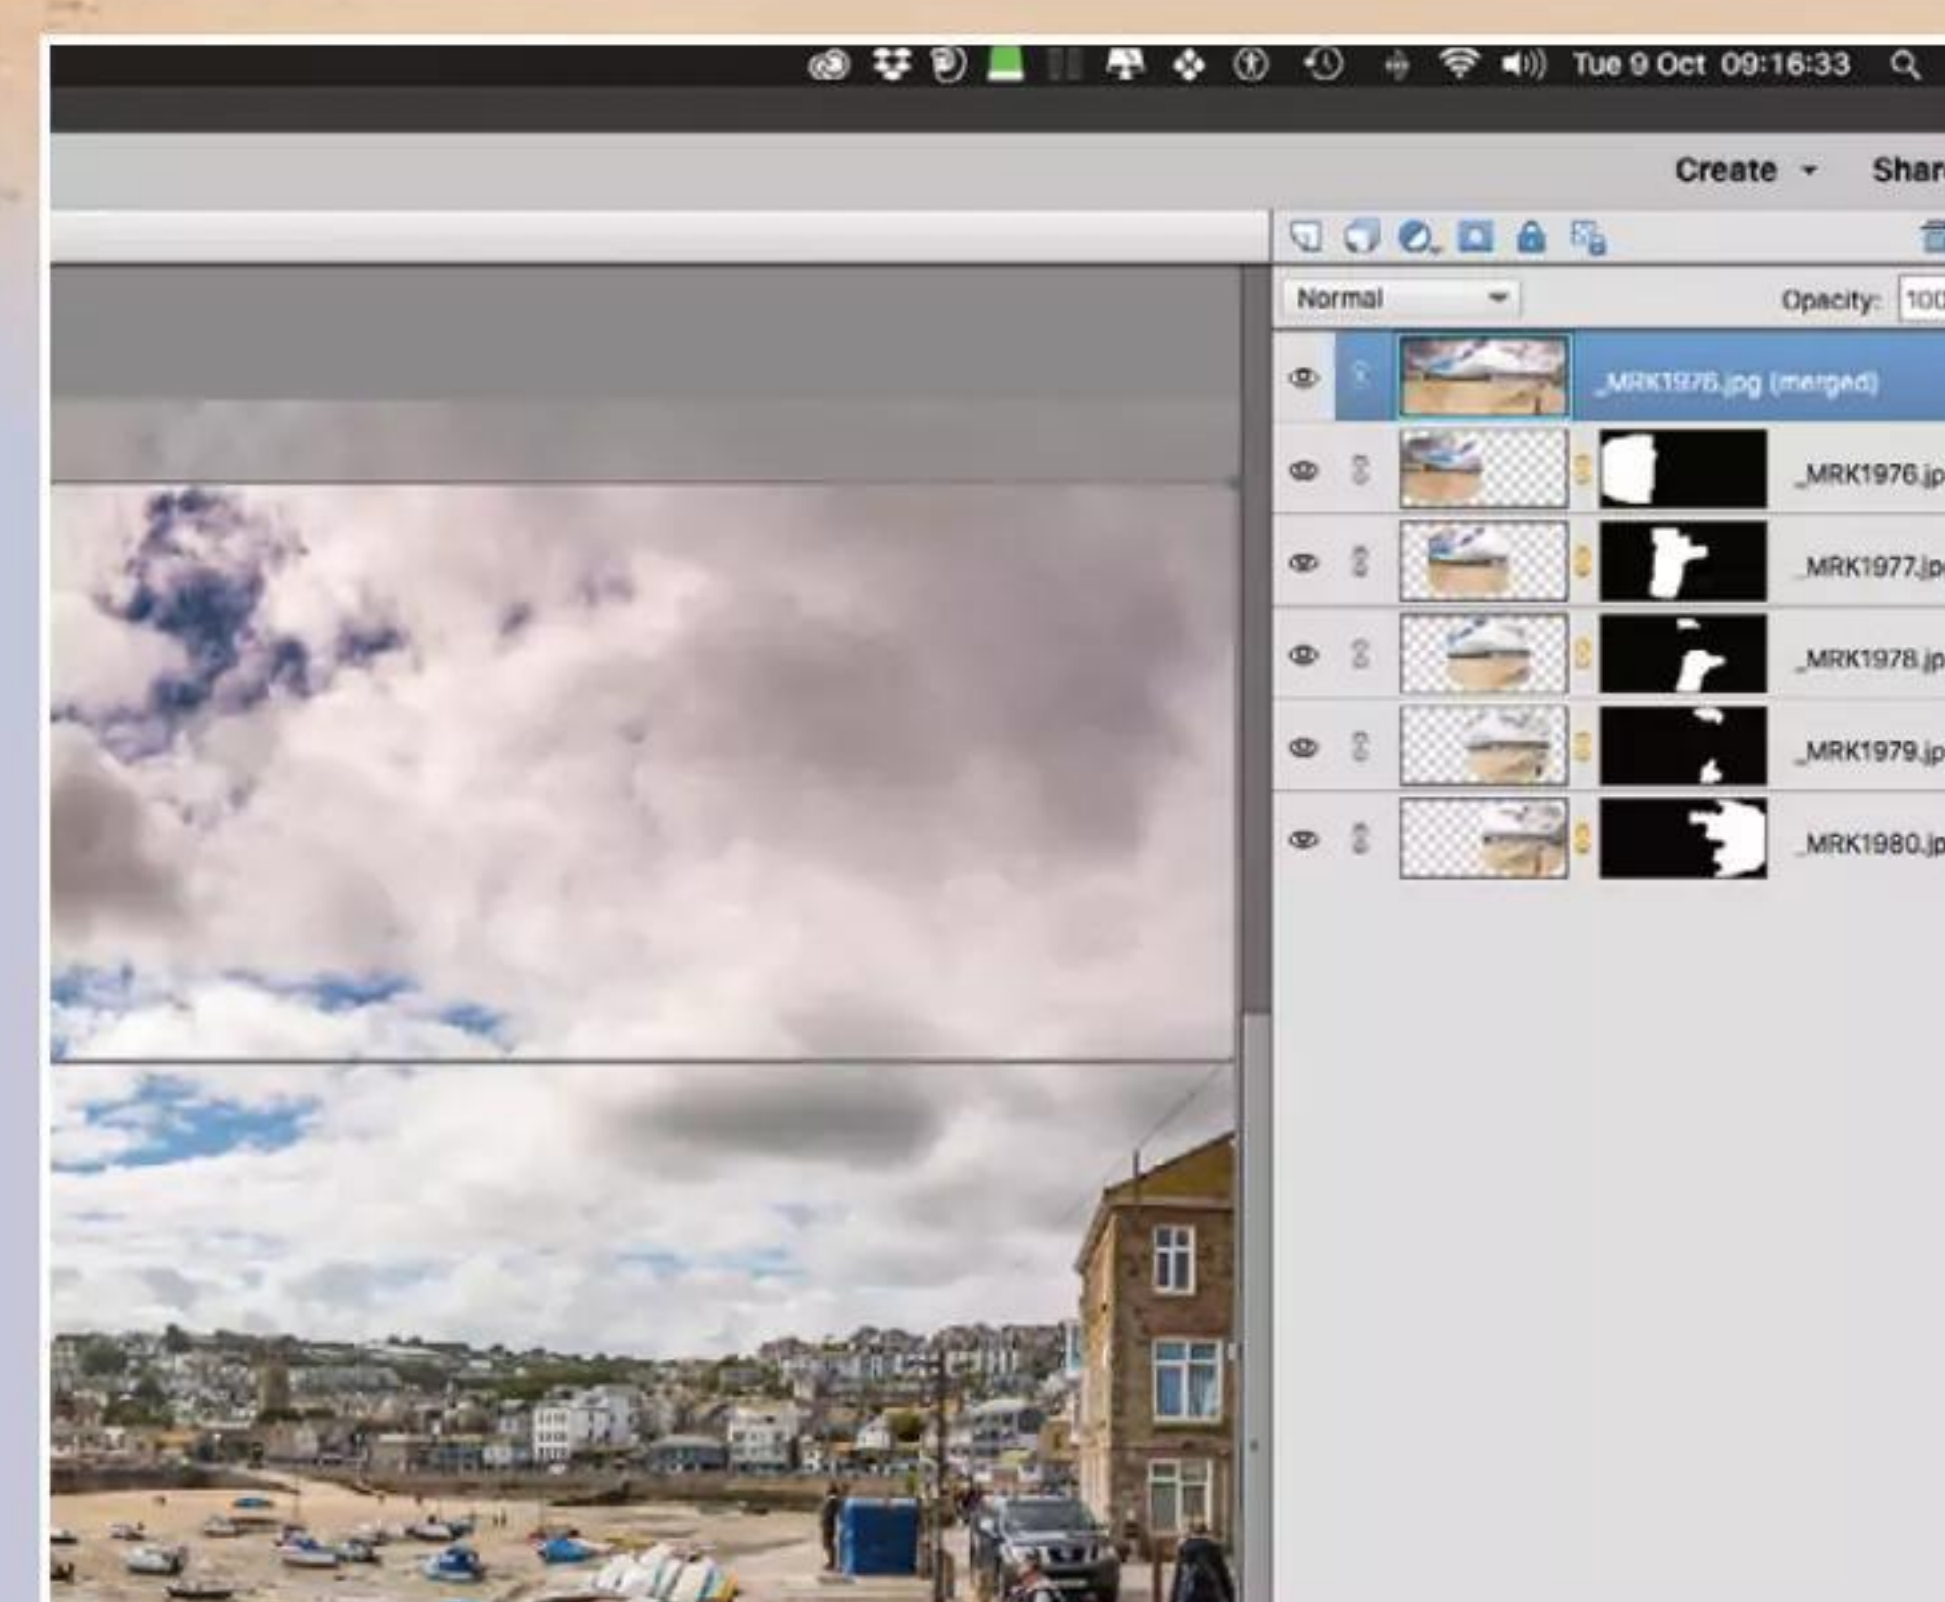 Tue 9 Oct 09:16:33
Create Share
Normal Opacity: 100
_MRK1976.jpg (merged)
_MRK1976.jp
_MRK1977.jp
_MRK1978.jp
_MRK1979.jp
_MRK1980.jp